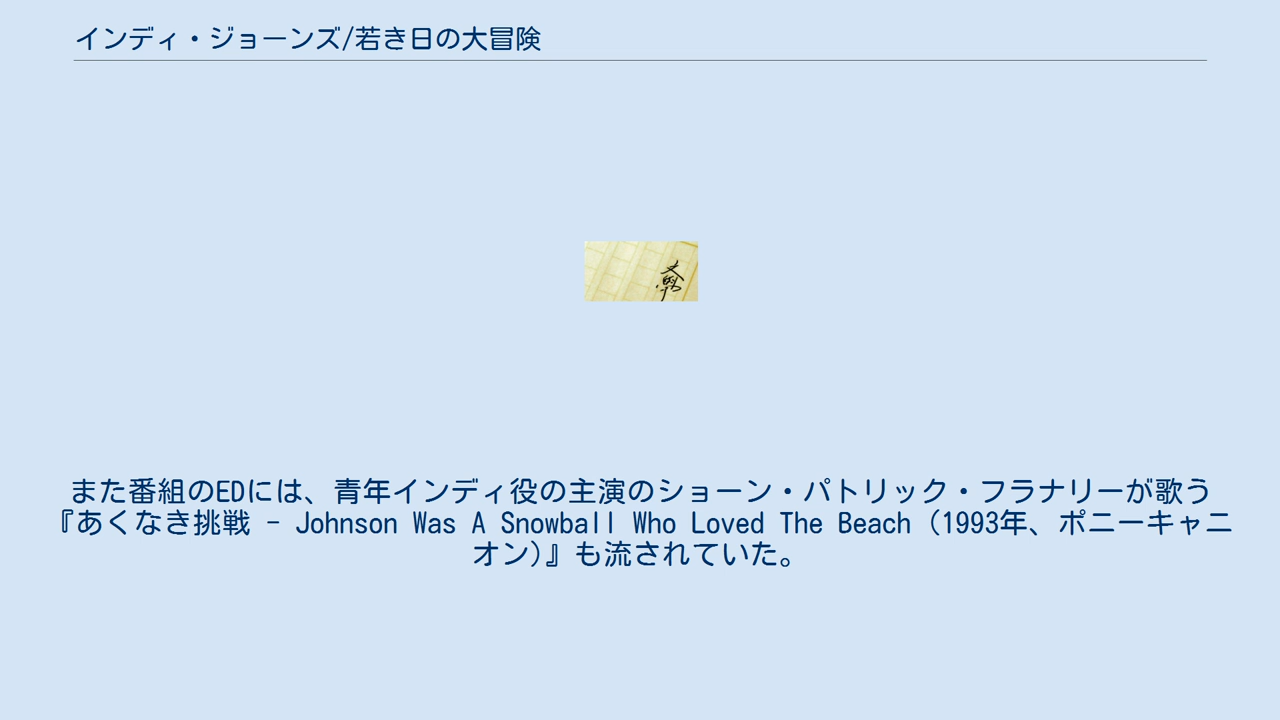 インディ・ジョーンズ/若き日の大冒険
また番組のEDには、青年インディ役の主演のショーン・パトリック・フラナリーが歌う
『あくなき挑戦 - Johnson Was A Snowball Who Loved The Beach (1993年、ポニーキャニ
オン)』も流されていた。